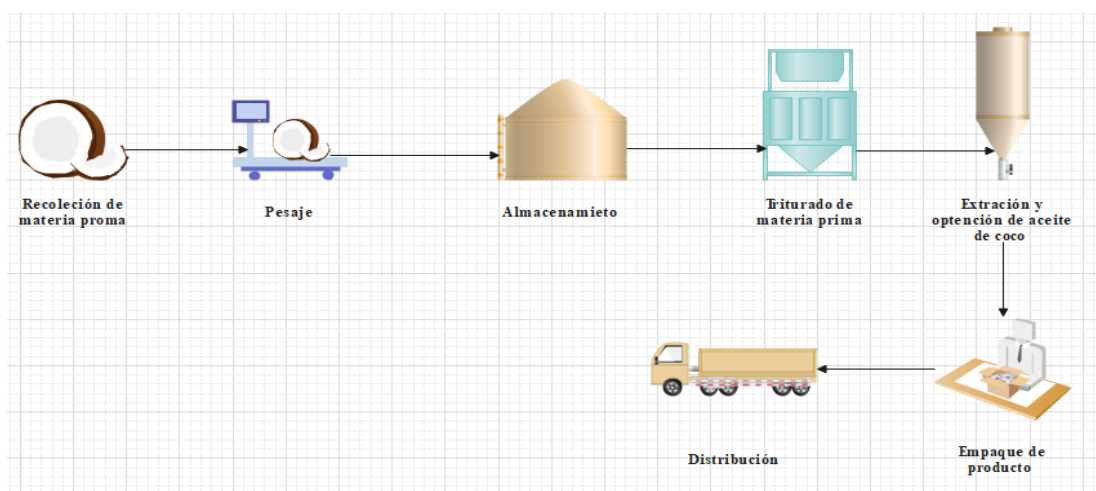 Recoleción de
materia proma
Pesaje
Almacenamieto
Triturado de
materia prima
Extración y
optención de aceite
de coco
Distribución
Empaque de
producto